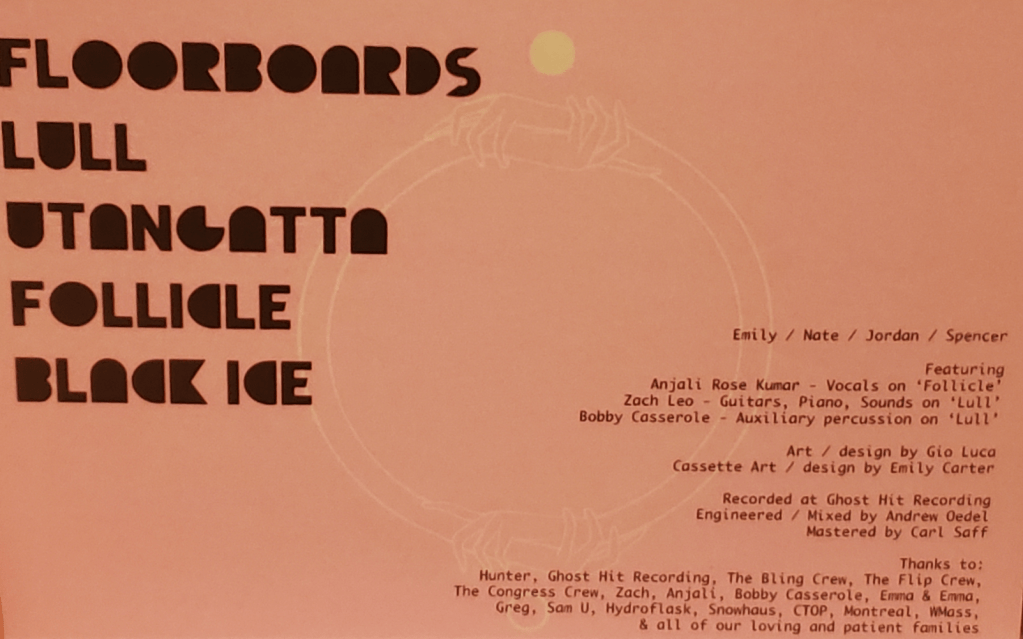 FLOORBOARDS
LULL
UTANGATTA
FOLLICLE
BLACK ICE
Emily / Nate / Jordan / Spencer
Featuring
Anjali Rose Kumar - Vocals on ‘Follicle’
Zach Leo - Guitars, Piano, Sounds on ‘Lull’
Bobby Casserole - Auxiliary percussion on ‘Lull’
Art / design by Gio Luca
Cassette Art / design by Emily Carter
Recorded at Ghost Hit Recording
Engineered / Mixed by Andrew Oedel
Mastered by Carl Saff
Thanks to:
Hunter, Ghost Hit Recording, The Bling Crew, The Flip Crew,
The Congress Crew, Zach, Anjali, Bobby Casserole, Emma & Emma,
Greg, Sam U, Hydroflask, Snowhaus, CTOP, Montreal, WMass,
& all of our loving and patient families